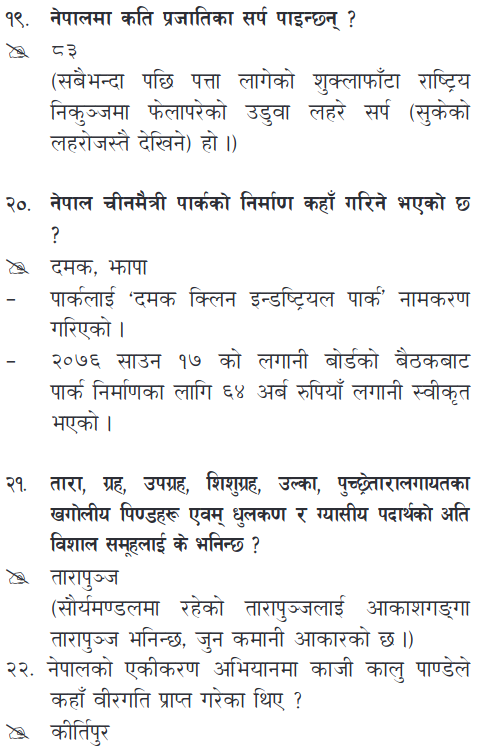 १९. नेपालमा कति प्रजातिका सर्प पाइन्छन् ?
८३
(सबैभन्दा पछि पत्ता लागेको शुक्लाफाँटा राष्ट्रिय
निकुञ्जमा फेलापरेको उडुवा लहरे सर्प (सुकेको
लहरोजस्तै देखिने) हो ।)
२०. नेपाल चीनमैत्री पार्कको निर्माण कहाँ गरिने भएको छ
?
दमक, झापा
– पार्कलाई ‘दमक क्लिन इन्डष्ट्रियल पार्क’ नामकरण
गरिएको ।
– २०७६ साउन १७ को लगानी बोर्डको बैठकबाट
पार्क निर्माणका लागि ६४ अर्ब रुपियाँ लगानी स्वीकृत
भएको ।
२१. तारा, ग्रह, उपग्रह, शिशुग्रह, उल्का, पुच्छ्रेतारालगायतका
खगोलीय पिण्डहरू एवम् धुलकण र ग्यासीय पदार्थको अति
विशाल समूहलाई के भनिन्छ ?
तारापुञ्ज
(सौर्यमण्डलमा रहेको तारापुञ्जलाई आकाशगङ्गा
तारापुञ्ज भनिन्छ, जुन कमानी आकारको छ ।)
२२. नेपालको एकीकरण अभियानमा काजी कालु पाण्डेले
कहाँ वीरगति प्राप्त गरेका थिए ?
कीर्तिपुर